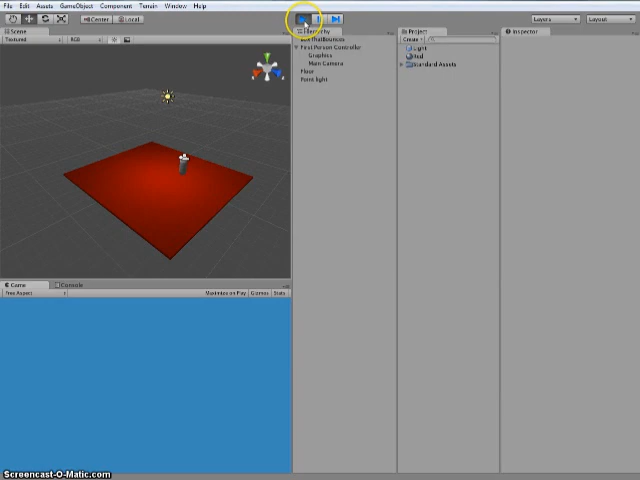 File Edit Assets GameObject Component Terrain Window Help
Center Local Layers Layout
Scene Hierarchy Project Inspector
Textured RGB Create
BoxThatBounces
First Person Controller
Graphics
Main Camera
Floor
Point light
Light
Red
Standard Assets
Game Console
Free Aspect Maximize on Play Gizmos Stats
Screencast-O-Matic.com